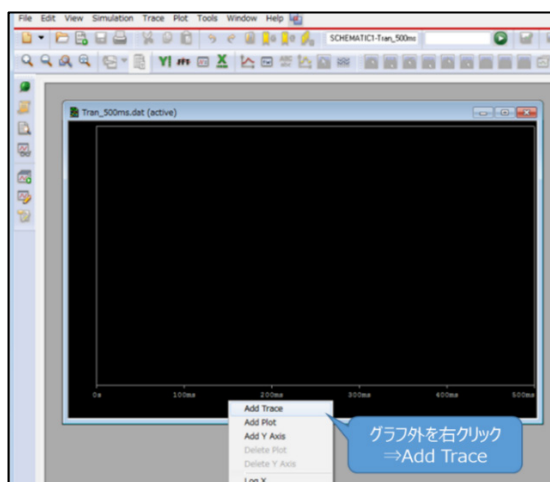 File Edit View Simulation Trace Plot Tools Window Help
SCHEMATIC1-Tran_500ms
Tran_500ms.dat (active)
0s 100ms 200ms 300ms 400ms 500ms
Add Trace
Add Plot
Add Y Axis
Delete Plot
Delete Y Axis
Log X
グラフ外を右クリック
⇒Add Trace